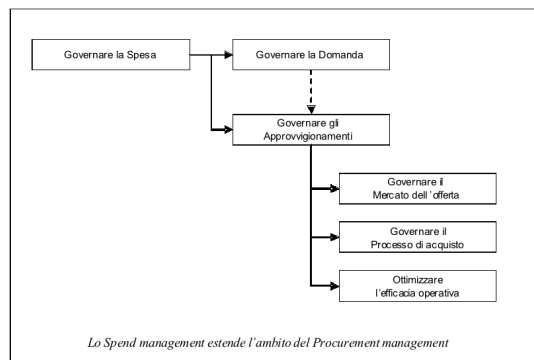 Governare la Spesa
Governare la Domanda
Governare gli
Approvvigionamenti
Governare il
Mercato dell'offerta
Governare il
Processo di acquisto
Ottimizzare
l'efficacia operativa
Lo Spend management estende l'ambito del Procurement management